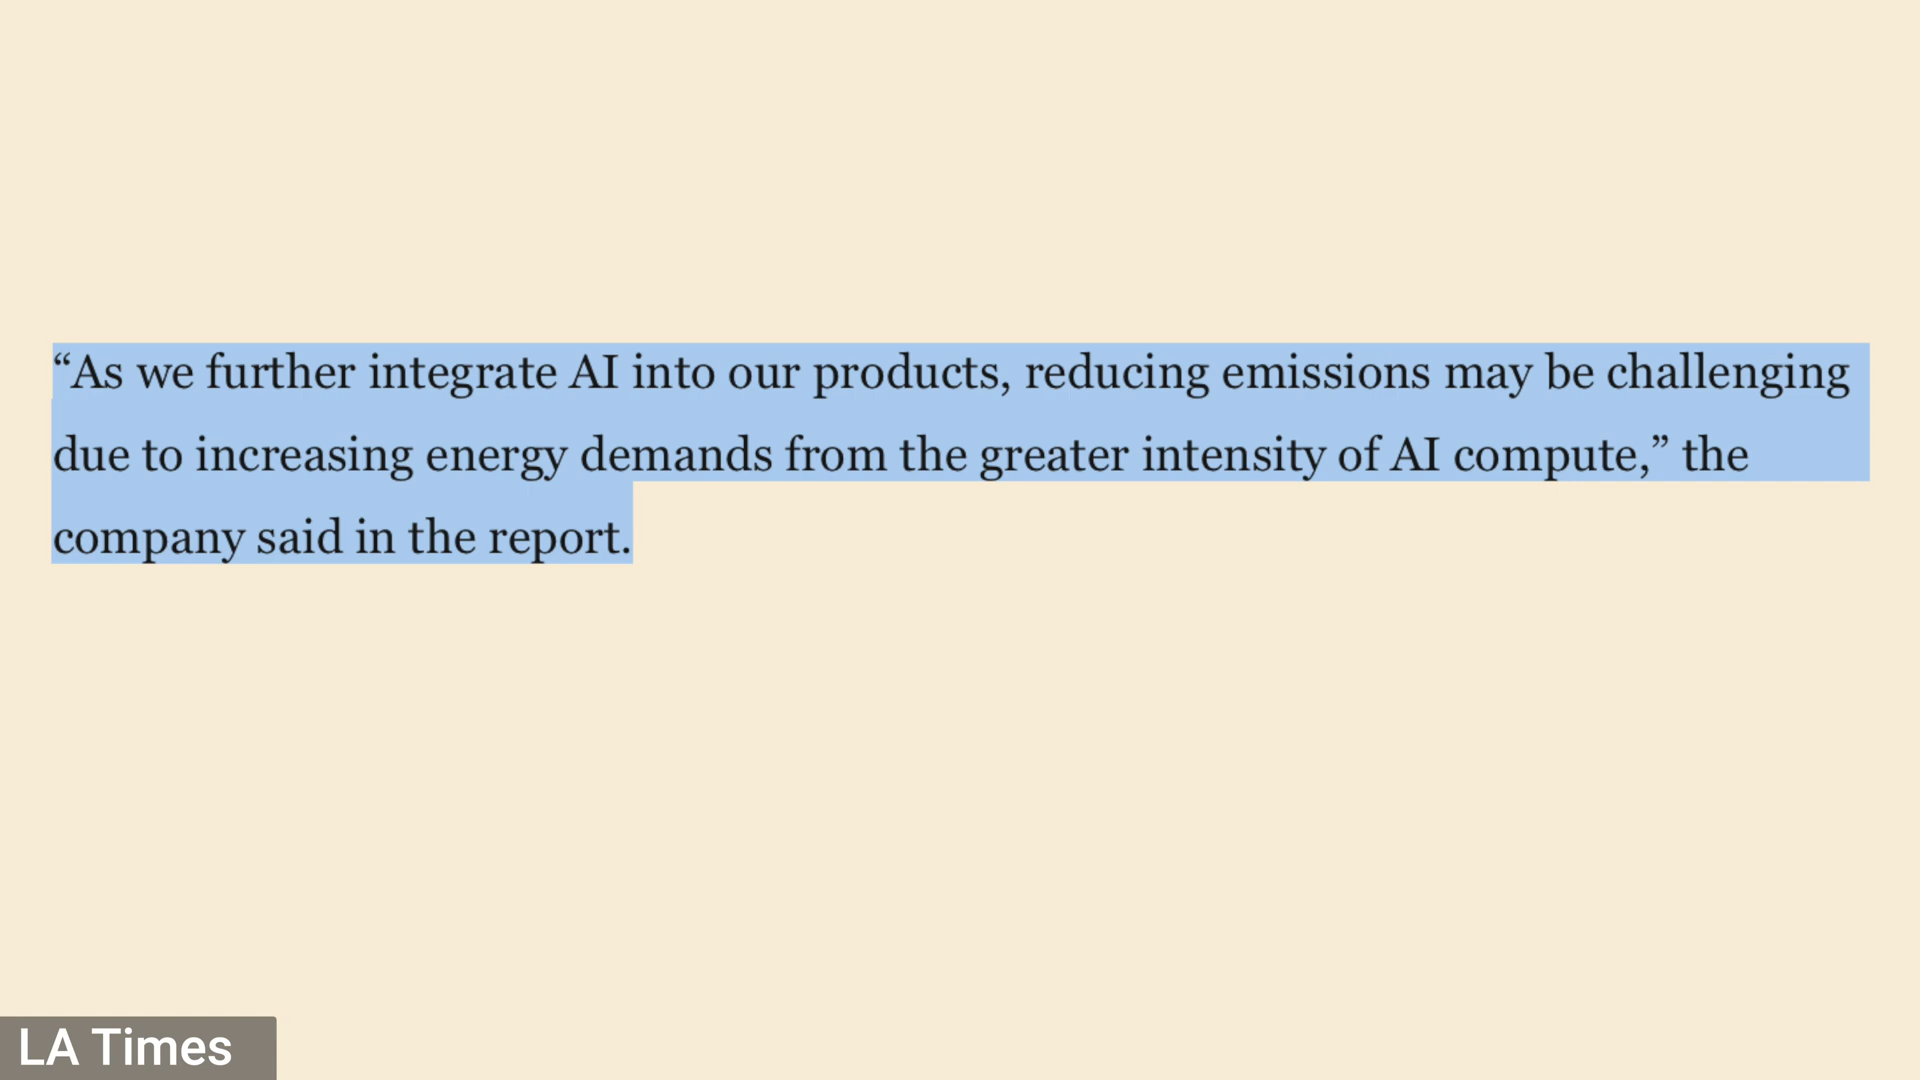 “As we further integrate AI into our products, reducing emissions may be challenging
due to increasing energy demands from the greater intensity of AI compute,” the
company said in the report.
LA Times